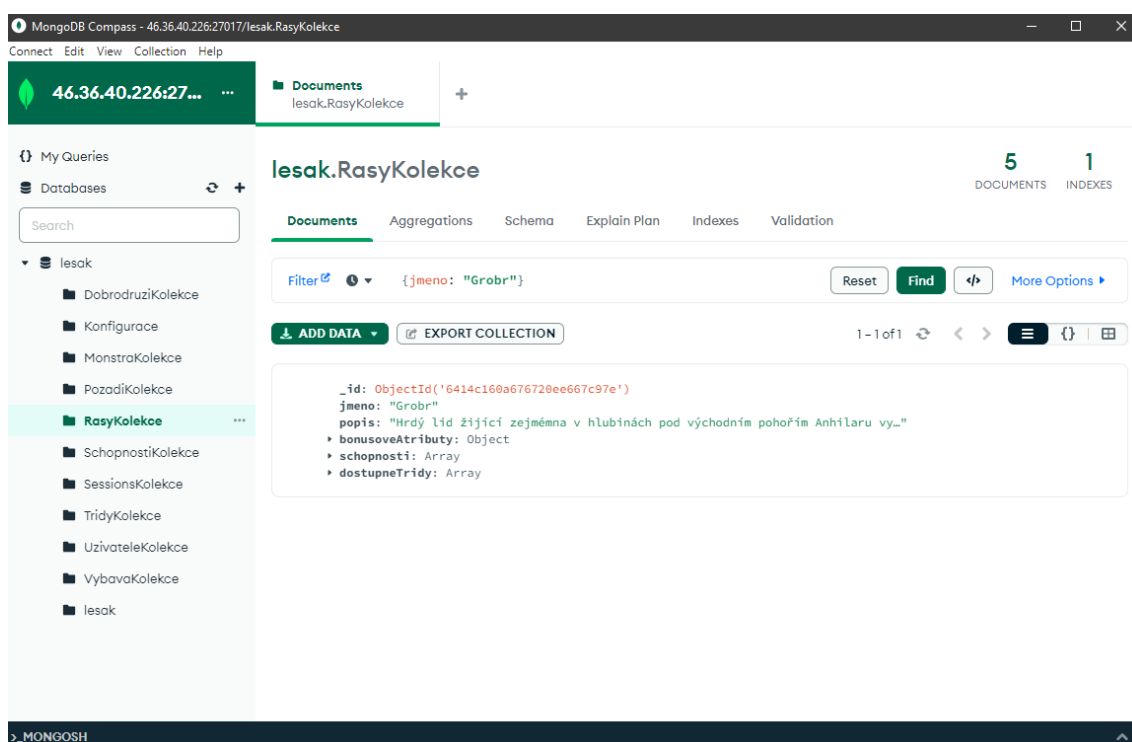 MongoDB Compass - 46.36.40.226:27017/lesak.RasyKolekce
Connect Edit View Collection Help
46.36.40.226:27... ...
Documents
lesak.RasyKolekce
{} My Queries
Databases
Search
lesak
DobrodruziKolekce
Konfigurace
MonstraKolekce
PozadiKolekce
RasyKolekce ...
SchopnostiKolekce
SessionsKolekce
TridyKolekce
UzivateleKolekce
VybavaKolekce
lesak
lesak.RasyKolekce
5 1
DOCUMENTS INDEXES
Documents Aggregations Schema Explain Plan Indexes Validation
Filter {jmeno: "Grobr"} Reset Find </> More Options
ADD DATA EXPORT COLLECTION 1-1 of 1 {}
_id: ObjectId('6414c160a676720ee667c97e')
jmeno: "Grobr"
popis: "Hrdý lid žijící zejmémna v hlubinách pod východním pohořím Anhilaru vy…"
bonusoveAtributy: Object
schopnosti: Array
dostupneTridy: Array
>_MONGOSH